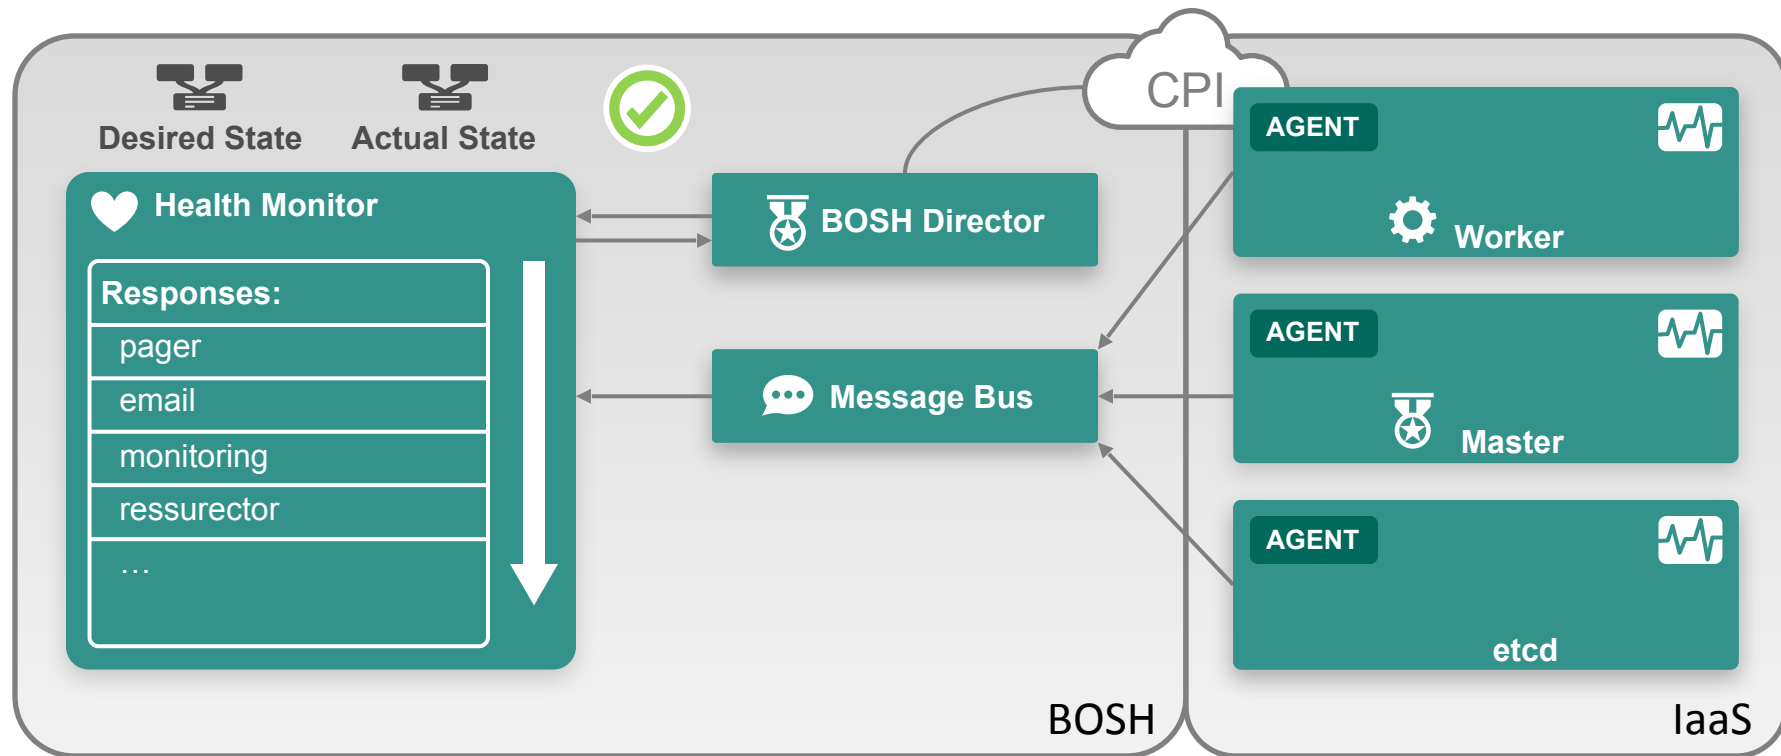 Desired State
Actual State
CPI
Health Monitor
Responses:
pager
email
monitoring
ressurector
...
BOSH Director
Message Bus
AGENT
Worker
AGENT
Master
AGENT
etcd
BOSH
IaaS